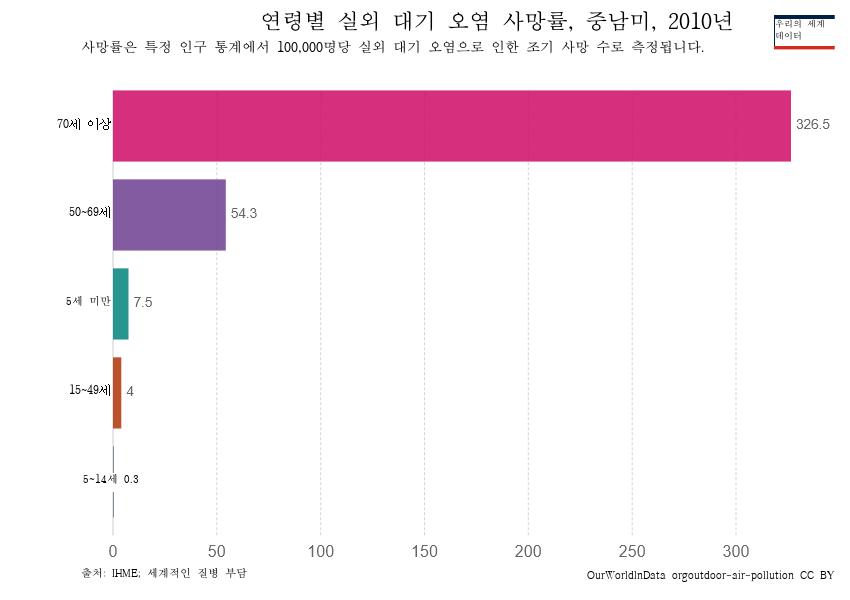 연령별 실외 대기 오염 사망률, 중남미, 2010년
사망률은 특정 인구 통계에서 100,000명당 실외 대기 오염으로 인한 조기 사망 수로 측정됩니다.
우리의 세계
데이터
70세 이상 326.5
50~69세 54.3
5세 미만 7.5
15~49세 4
5~14세 0.3
0 50 100 150 200 250 300
출처: IHME; 세계적인 질병 부담
OurWorldInData orgoutdoor-air-pollution CC BY